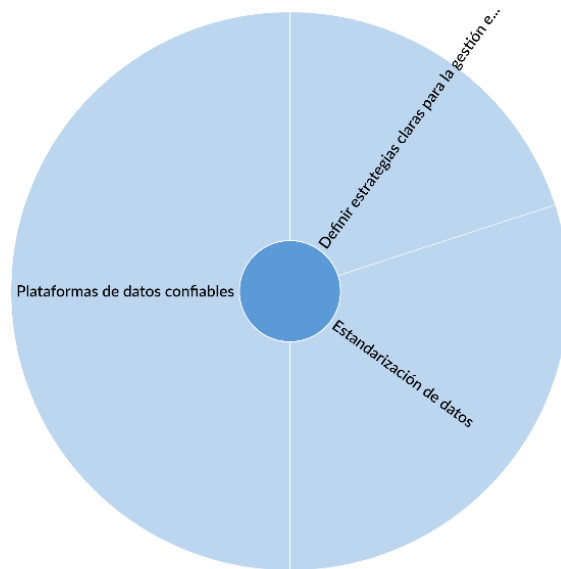 Definir estrategias claras para la gestión e...
Plataformas de datos confiables
Estandarización de datos